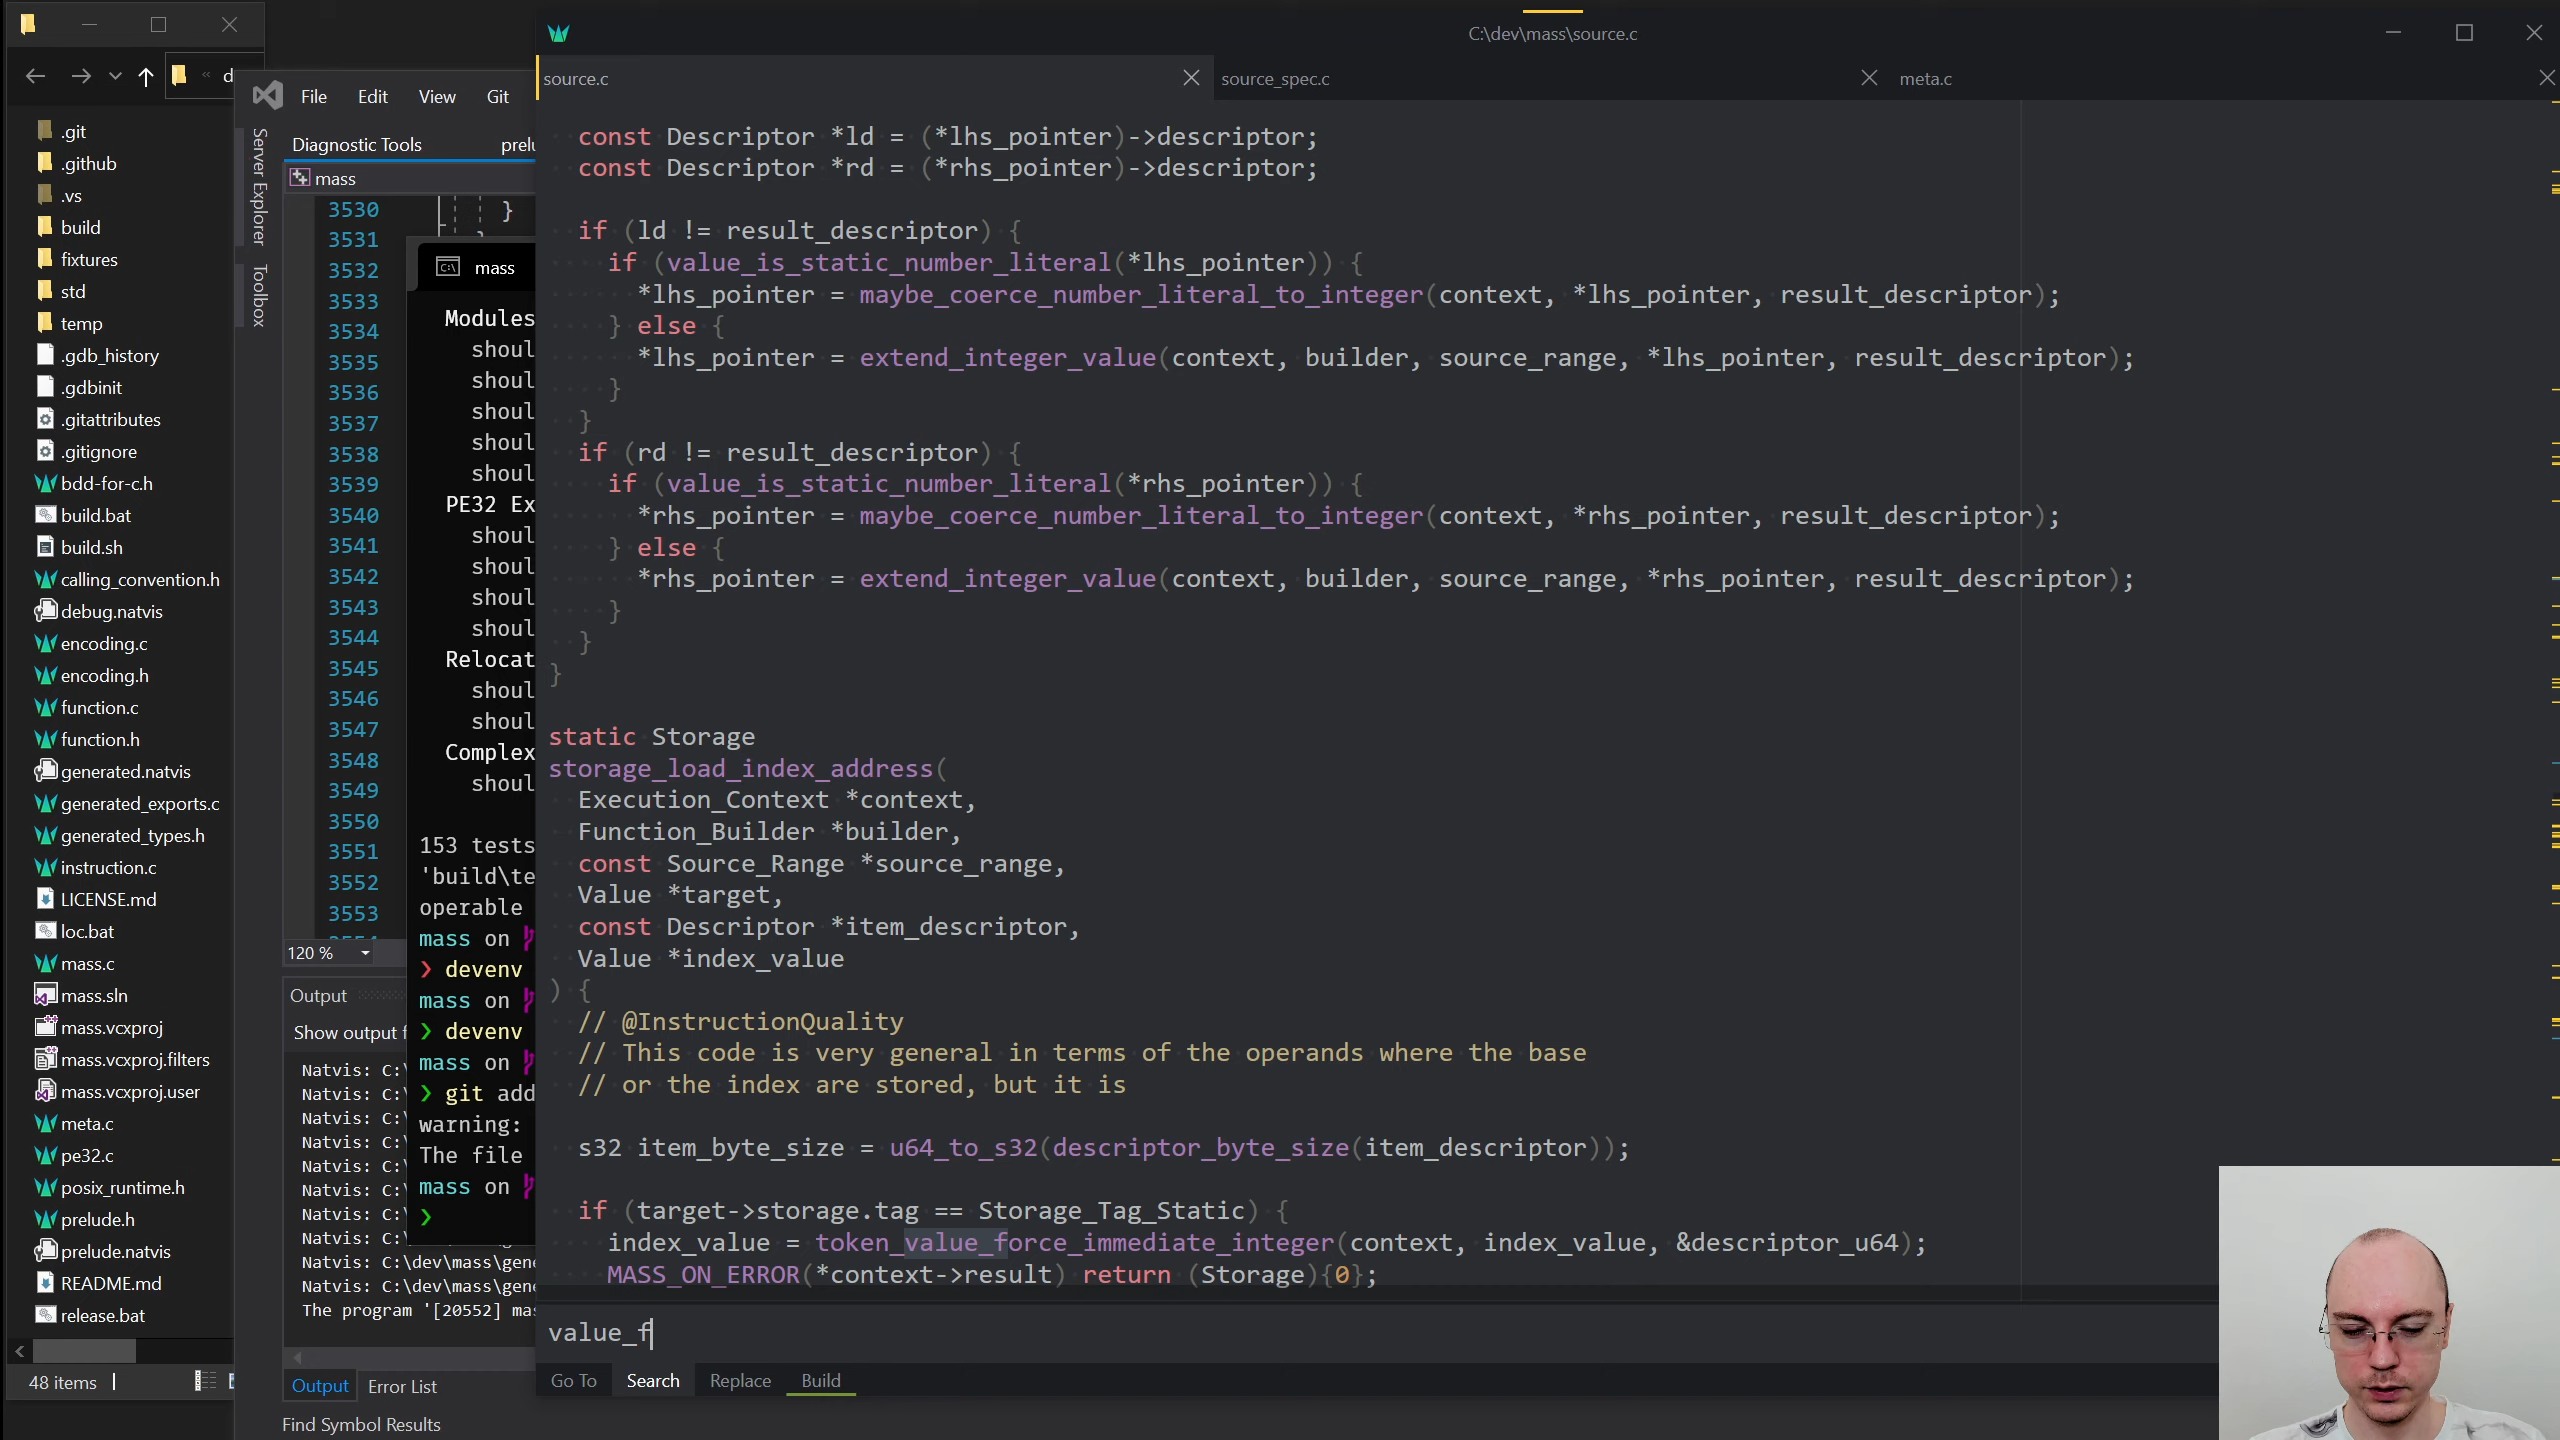 d
.git
.github
.vs
build
fixtures
std
temp
.gdb_history
.gdbinit
.gitattributes
.gitignore
bdd-for-c.h
build.bat
build.sh
calling_convention.h
debug.natvis
encoding.c
encoding.h
function.c
function.h
generated.natvis
generated_exports.c
generated_types.h
instruction.c
LICENSE.md
loc.bat
mass.c
mass.sln
mass.vcxproj
mass.vcxproj.filters
mass.vcxproj.user
meta.c
pe32.c
posix_runtime.h
prelude.h
prelude.natvis
README.md
release.bat
48 items
File Edit View Git
Server Explorer
Toolbox
Diagnostic Tools prelu
mass
3530 }
3531
3532
3533
3534
3535
3536
3537
3538
3539
3540
3541
3542
3543
3544
3545
3546
3547
3548
3549
3550
3551
3552
3553
120 %
Output
Show output f
Natvis: C:\
Natvis: C:\
Natvis: C:\
Natvis: C:\
Natvis: C:\
Natvis: C:\
Natvis: C:\
Natvis: C:\
Natvis: C:\dev\mass\gene
Natvis: C:\dev\mass\gene
The program '[20552] mas
Output Error List
Find Symbol Results
mass
Modules
shoul
shoul
shoul
shoul
shoul
PE32 Ex
shoul
shoul
shoul
shoul
Relocat
shoul
shoul
Complex
shoul
153 tests
'build\te
operable
mass on
❯ devenv
mass on
❯ devenv
mass on
❯ git add
warning:
The file
mass on
❯
C:\dev\mass\source.c
source.c source_spec.c meta.c
const Descriptor *ld = (*lhs_pointer)->descriptor;
const Descriptor *rd = (*rhs_pointer)->descriptor;
if (ld != result_descriptor) {
if (value_is_static_number_literal(*lhs_pointer)) {
*lhs_pointer = maybe_coerce_number_literal_to_integer(context, *lhs_pointer, result_descriptor);
} else {
*lhs_pointer = extend_integer_value(context, builder, source_range, *lhs_pointer, result_descriptor);
}
}
if (rd != result_descriptor) {
if (value_is_static_number_literal(*rhs_pointer)) {
*rhs_pointer = maybe_coerce_number_literal_to_integer(context, *rhs_pointer, result_descriptor);
} else {
*rhs_pointer = extend_integer_value(context, builder, source_range, *rhs_pointer, result_descriptor);
}
}
}
static Storage
storage_load_index_address(
Execution_Context *context,
Function_Builder *builder,
const Source_Range *source_range,
Value *target,
const Descriptor *item_descriptor,
Value *index_value
) {
// @InstructionQuality
// This code is very general in terms of the operands where the base
// or the index are stored, but it is
s32 item_byte_size = u64_to_s32(descriptor_byte_size(item_descriptor));
if (target->storage.tag == Storage_Tag_Static) {
index_value = token_value_force_immediate_integer(context, index_value, &descriptor_u64);
MASS_ON_ERROR(*context->result) return (Storage){0};
value_f
Go To Search Replace Build